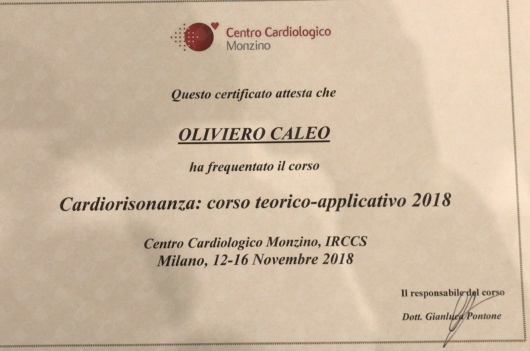 Centro Cardiologico
Monzino
Questo certificato attesta che
OLIVIERO CALEO
ha frequentato il corso
Cardiorisonanza: corso teorico-applicativo 2018
Centro Cardiologico Monzino, IRCCS
Milano, 12-16 Novembre 2018
Il responsabile del corso
Dott. Gianluca Pontone